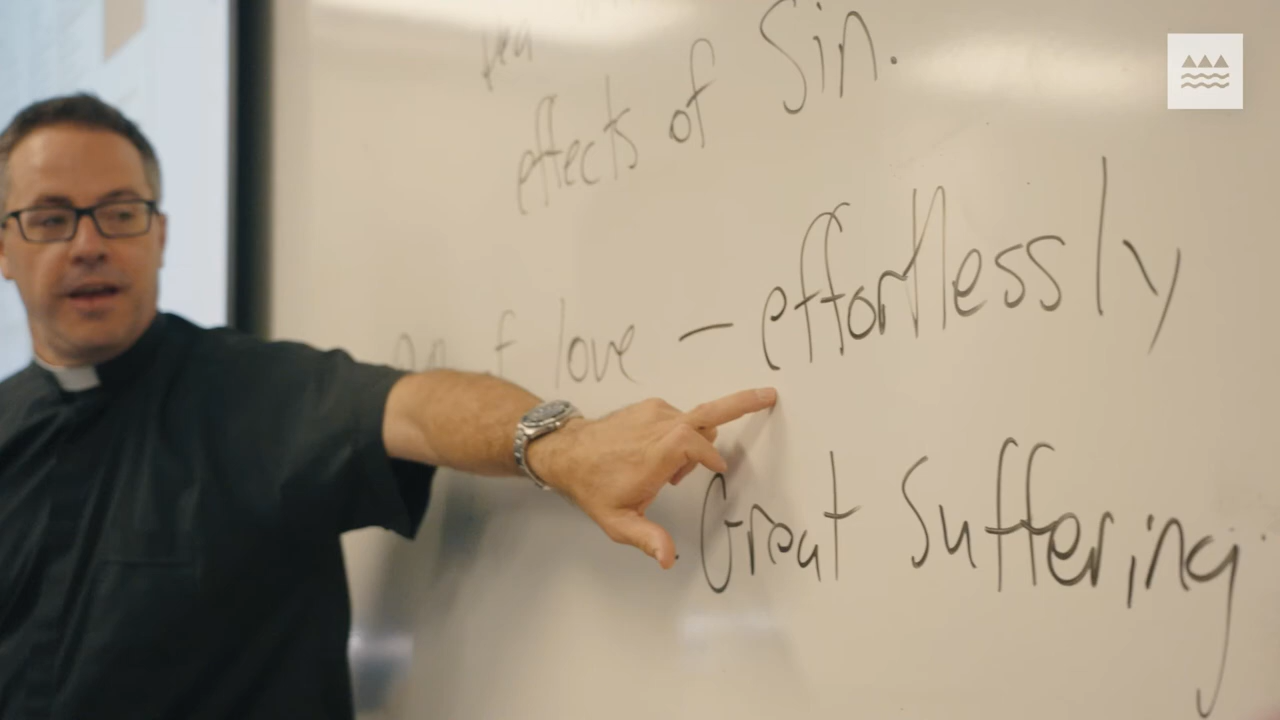 effects of Sin.
love – effortlessly
Great Suffering